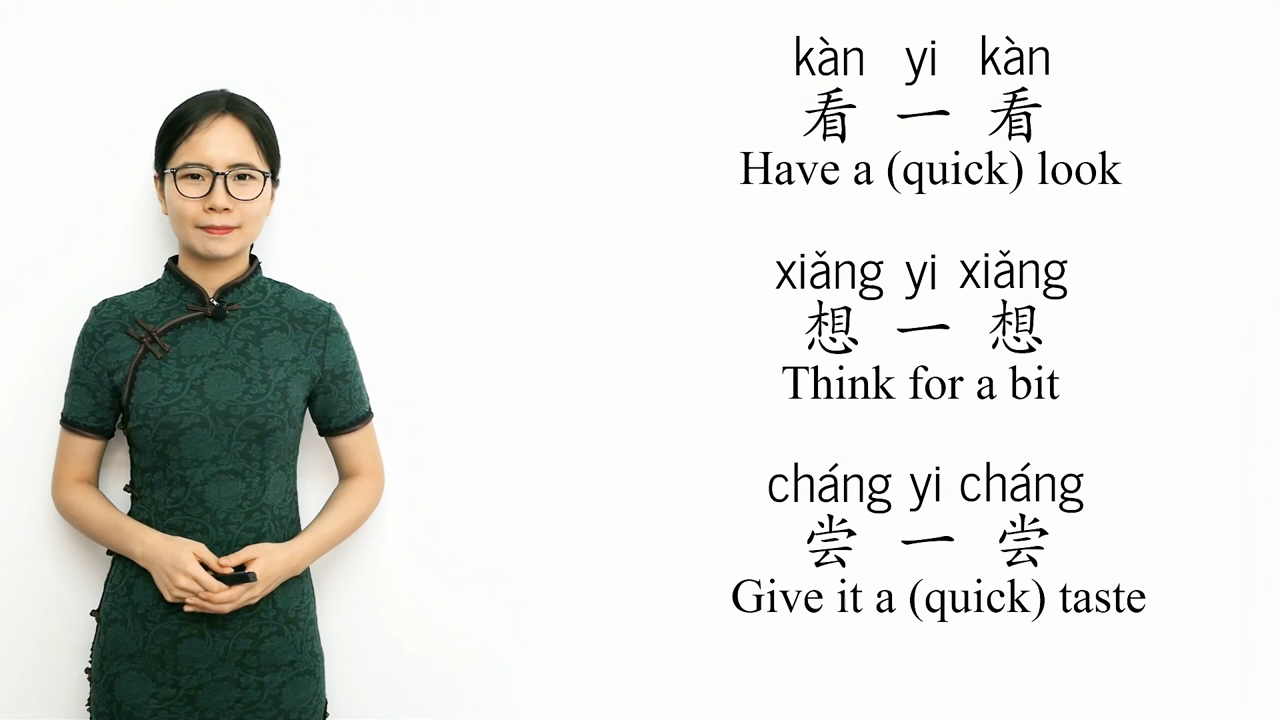 kàn yi kàn
看 一 看
Have a (quick) look
xiǎng yi xiǎng
想 一 想
Think for a bit
cháng yi cháng
尝 一 尝
Give it a (quick) taste